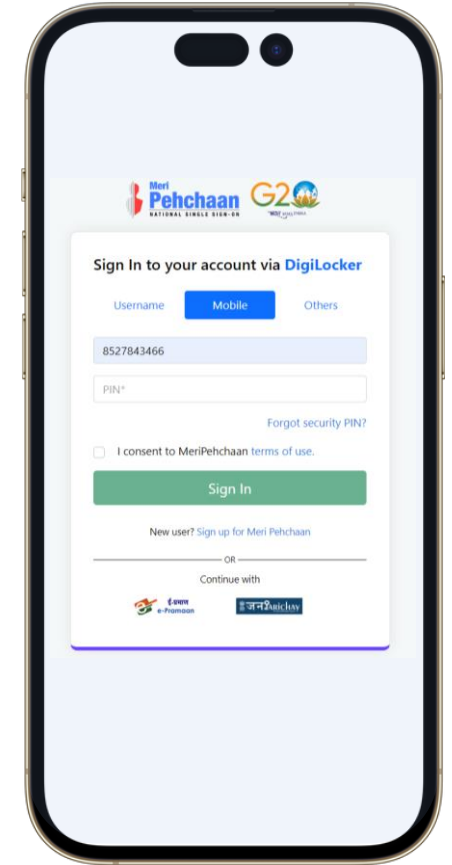 Meri
Pehchaan
NATIONAL SINGLE SIGN-ON
G20
Sign In to your account via DigiLocker
Username Mobile Others
8527843466
PIN*
Forgot security PIN?
I consent to MeriPehchaan terms of use.
Sign In
New user? Sign up for Meri Pehchaan
OR
Continue with
ई-प्रमाण
e-Pramaan
जन Parichay